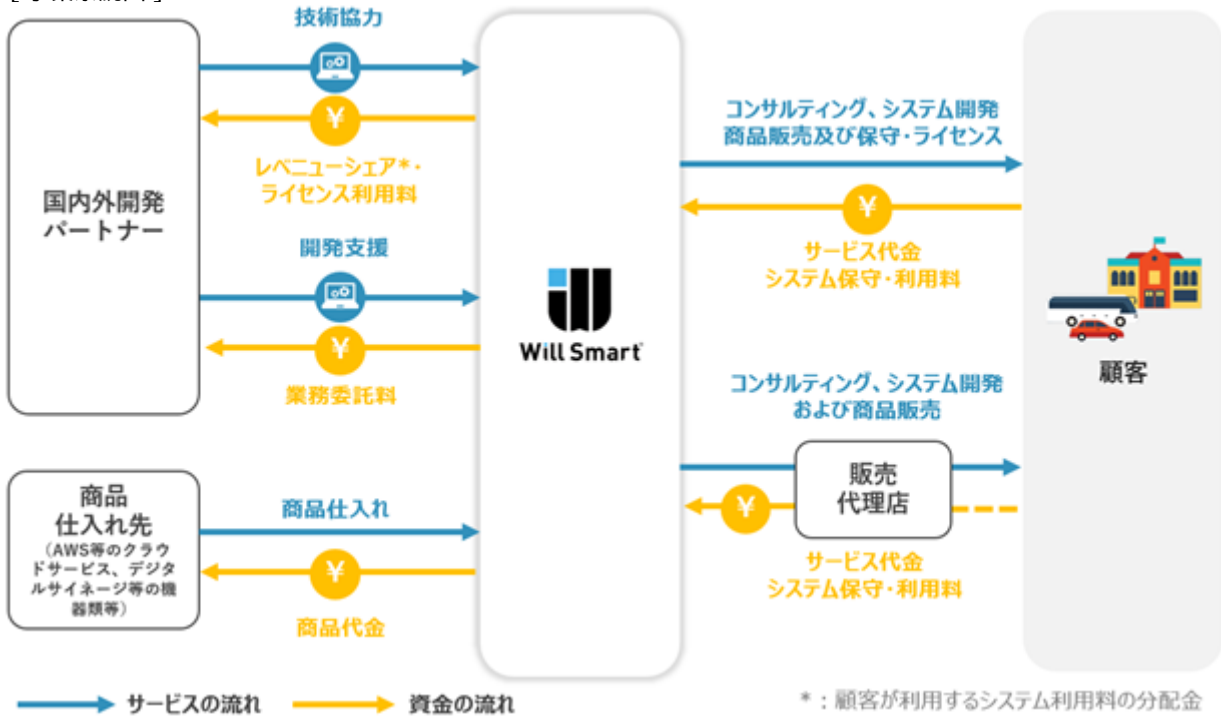 技術協力
レベニューシェア*・
ライセンス利用料
国内外開発
パートナー
開発支援
業務委託料
商品
仕入れ先
(AWS等のクラウ
ドサービス、デジタ
ルサイネージ等の機
器類等)
商品仕入れ
商品代金
Will Smart
コンサルティング、システム開発
商品販売及び保守・ライセンス
サービス代金
システム保守・利用料
コンサルティング、システム開発
および商品販売
販売
代理店
サービス代金
システム保守・利用料
顧客
サービスの流れ
資金の流れ
*:顧客が利用するシステム利用料の分配金